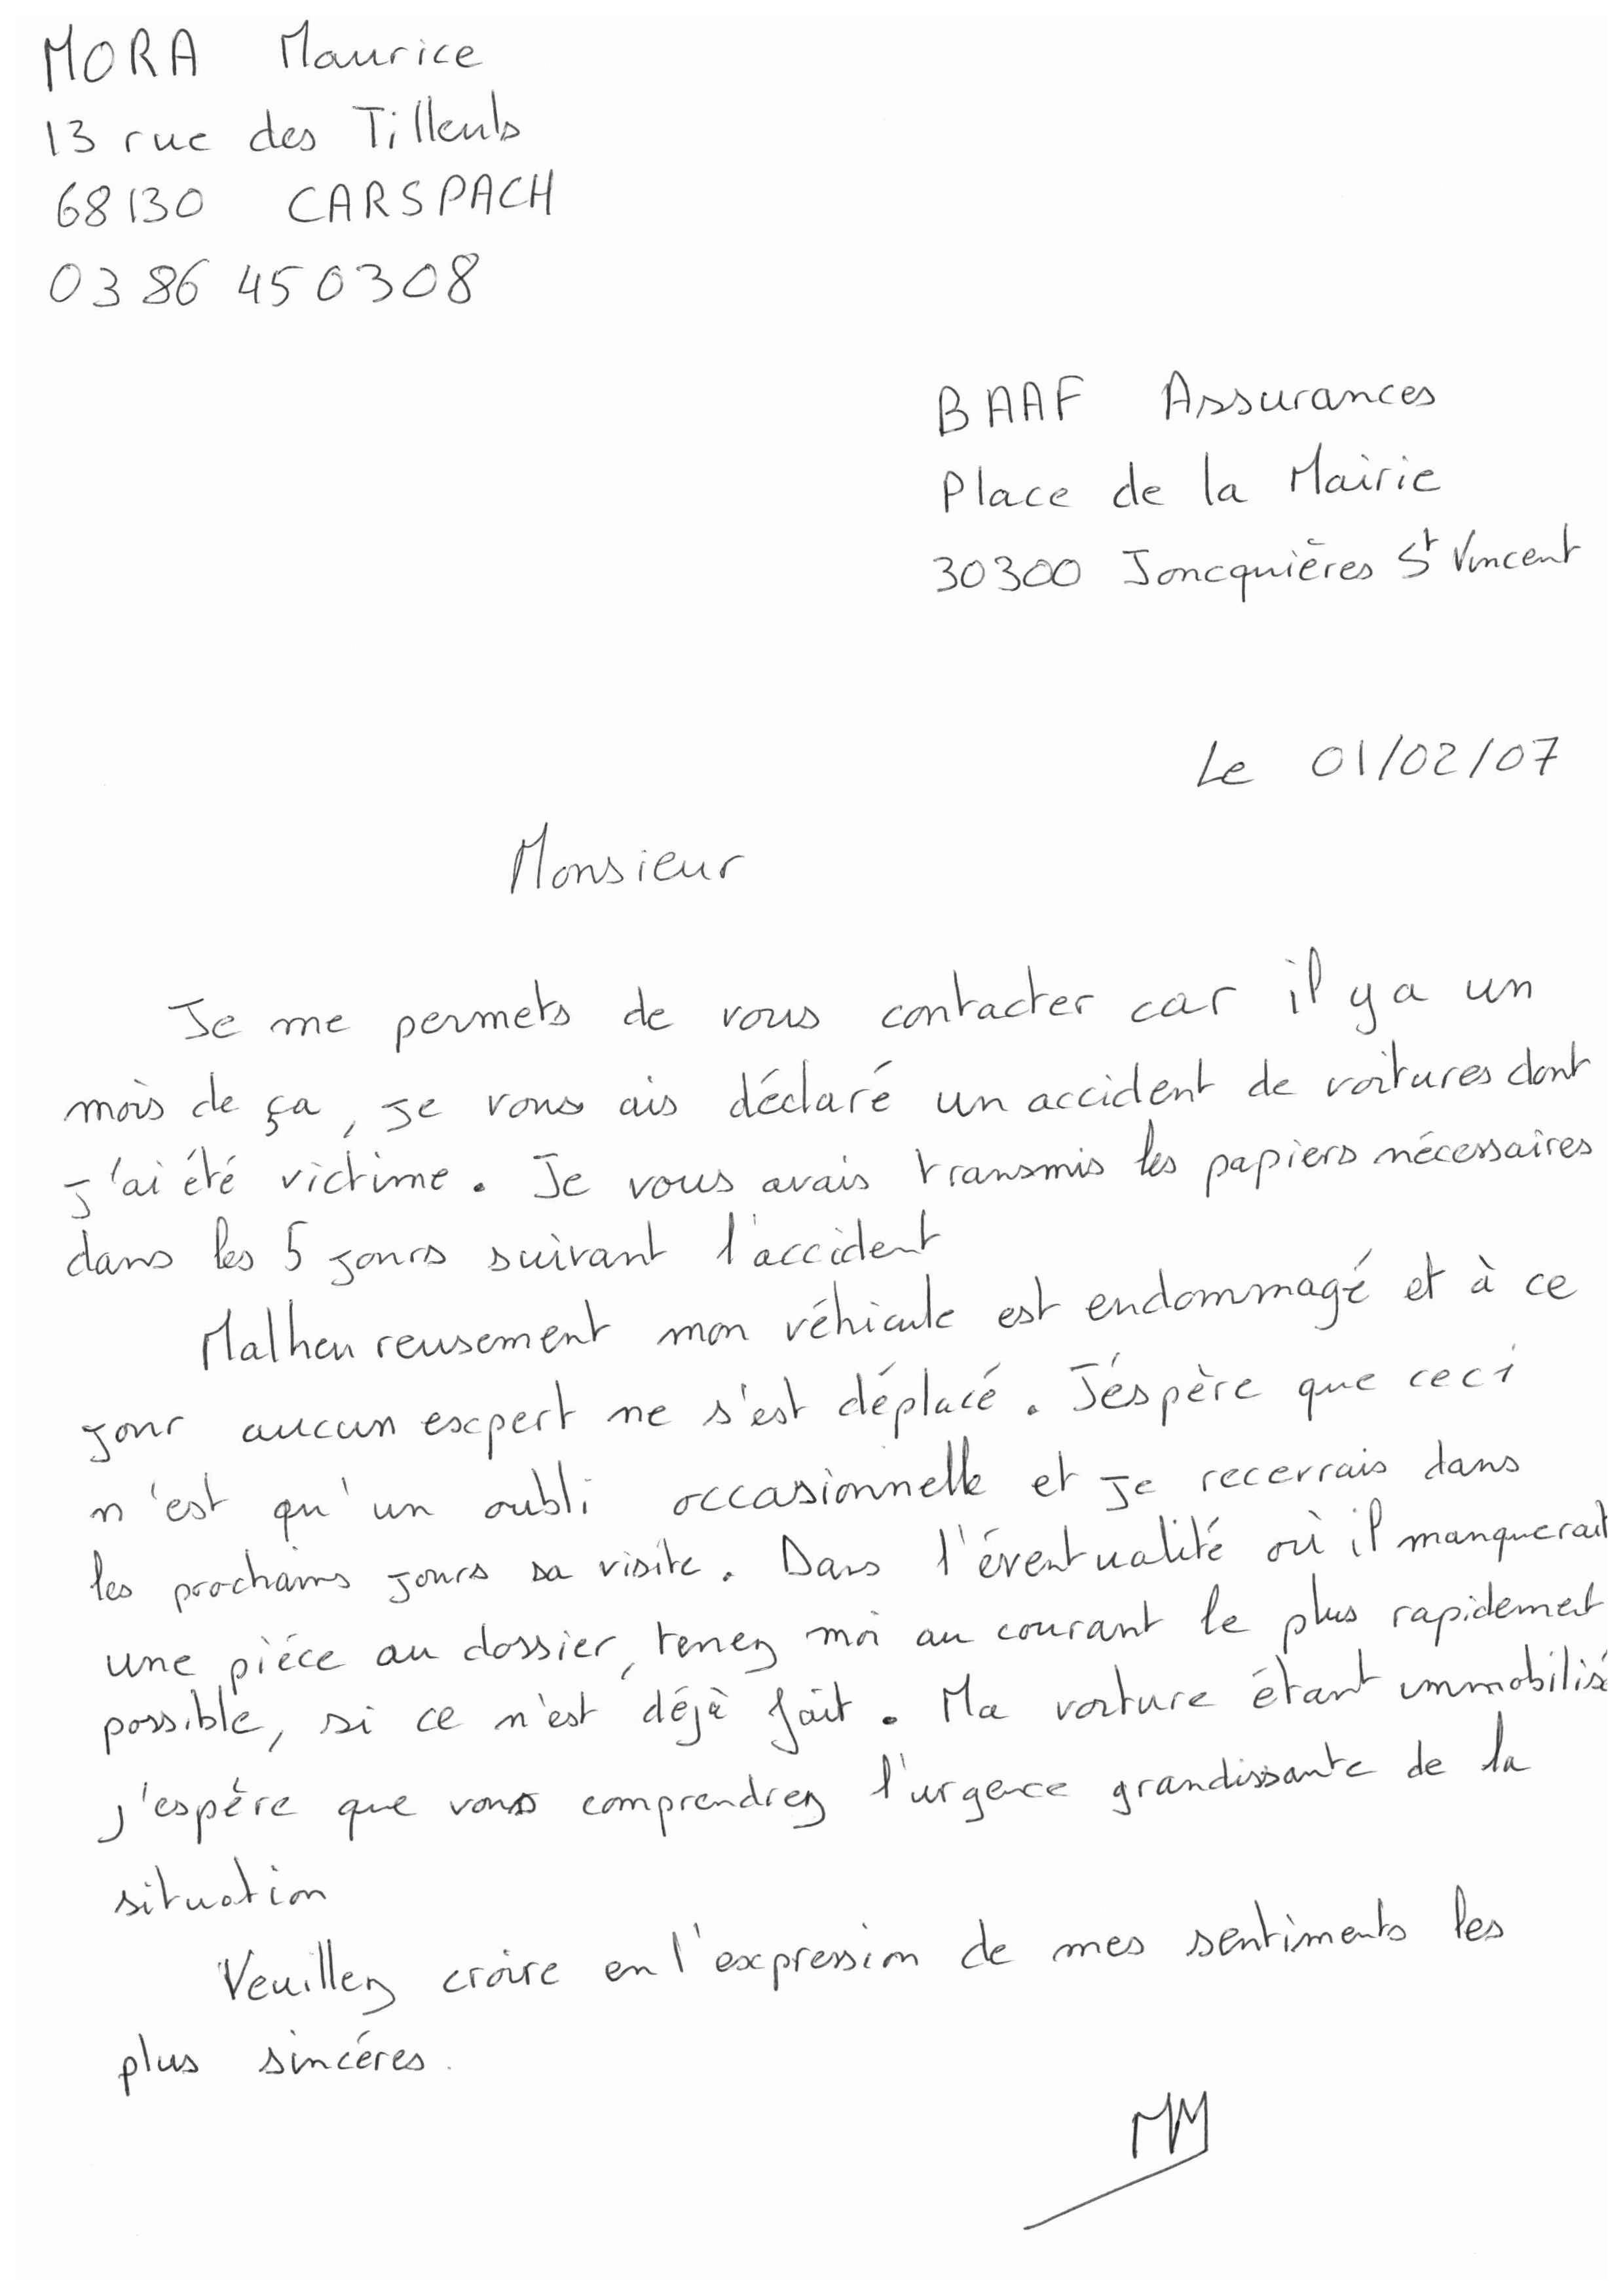 MORA Maurice
13 rue des Tilleuls
68130 CARSPACH
03 86 45 03 08
BAAF Assurances
Place de la Mairie
30300 Joncquières St Vincent
Le 01/02/07
Monsieur
Je me permets de vous contacter car il y a un
mois de ça, je vous ais déclaré un accident de voitures dont
j'ai été victime. Je vous avais transmis les papiers nécessaires
dans les 5 jours suivant l'accident
Malheureusement mon véhicule est endommagé et à ce
jour aucun expert ne s'est déplacé. J'éspère que ceci
n'est qu'un oubli occasionnelle et je recerrais dans
les prochains jours sa visite. Dans l'éventualité où il manquerait
une piéce au dossier, tenez moi au courant le plus rapidement
possible, si ce n'est déjà fait. Ma voiture étant immobilisé
j'espère que vous comprendrez l'urgence grandissante de la
situation
Veuillez croire en l'expression de mes sentiments les
plus sincéres.
MM